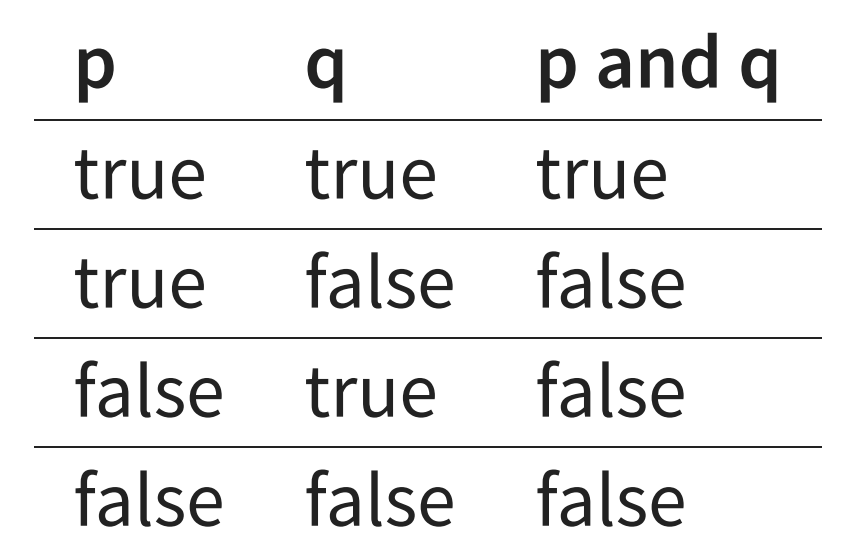 p q p and q
true true true
true false false
false true false
false false false